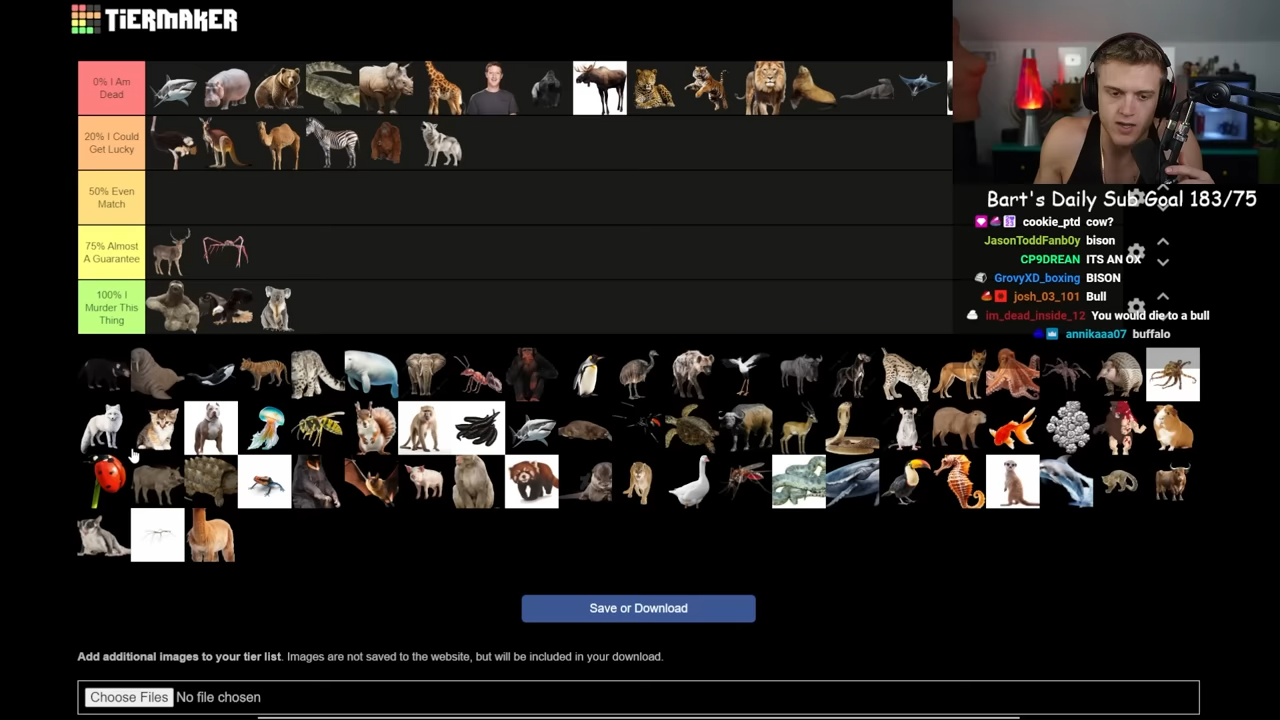 TiERMAKER
0% I Am
Dead
20% I Could
Get Lucky
50% Even
Match
75% Almost
A Guarantee
100% I
Murder This
Thing
Bart's Daily Sub Goal 183/75
cookie_ptd cow?
JasonToddFanb0y bison
CP9DREAN ITS AN OX
GrovyXD_boxing BISON
josh_03_101 Bull
im_dead_inside_12 You would die to a bull
annikaaa07 buffalo
Save or Download
Add additional images to your tier list. Images are not saved to the website, but will be included in your download.
Choose Files No file chosen